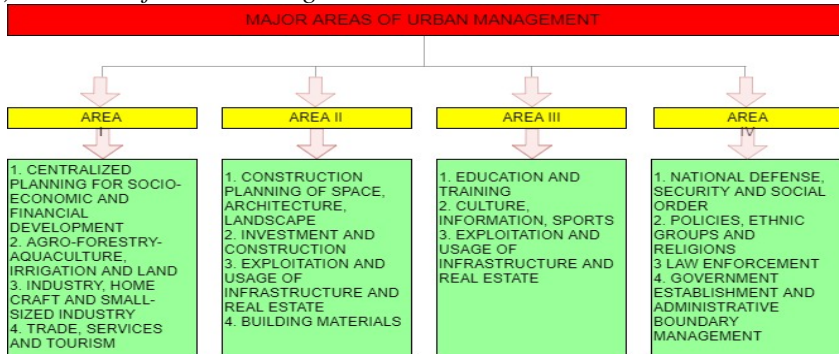 MAJOR AREAS OF URBAN MANAGEMENT
AREA
I
1. CENTRALIZED
PLANNING FOR SOCIO-
ECONOMIC AND
FINANCIAL
DEVELOPMENT
2. AGRO-FORESTRY-
AQUACULTURE,
IRRIGATION AND LAND
3. INDUSTRY, HOME
CRAFT AND SMALL-
SIZED INDUSTRY
4. TRADE, SERVICES
AND TOURISM
AREA II
1. CONSTRUCTION
PLANNING OF SPACE,
ARCHITECTURE,
LANDSCAPE
2. INVESTMENT AND
CONSTRUCTION
3. EXPLOITATION AND
USAGE OF
INFRASTRUCTURE AND
REAL ESTATE
4. BUILDING MATERIALS
AREA III
1. EDUCATION AND
TRAINING
2. CULTURE,
INFORMATION, SPORTS
3. EXPLOITATION AND
USAGE OF
INFRASTRUCTURE AND
REAL ESTATE
AREA
IV
1. NATIONAL DEFENSE,
SECURITY AND SOCIAL
ORDER
2. POLICIES, ETHNIC
GROUPS AND
RELIGIONS
3 LAW ENFORCEMENT
4. GOVERNMENT
ESTABLISHMENT AND
ADMINISTRATIVE
BOUNDARY
MANAGEMENT